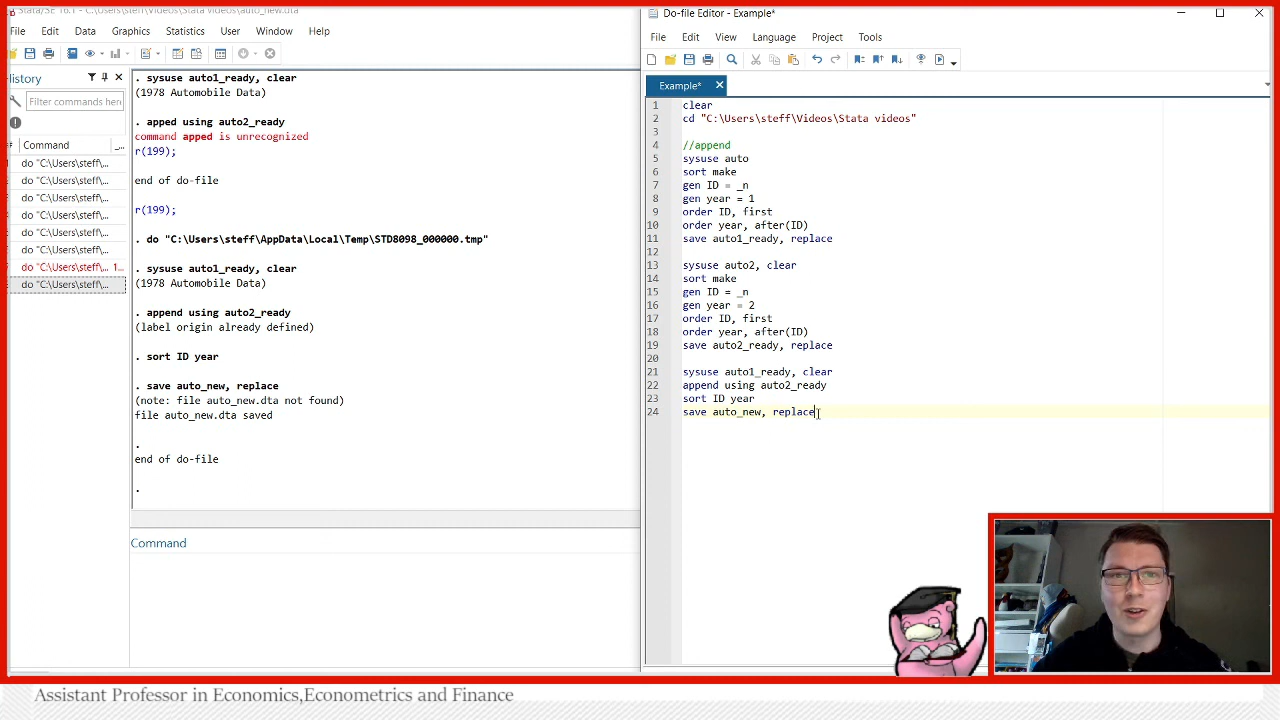 Stata/SE 16.1 - C:\Users\steff\Videos\Stata videos\auto_new.dta
File Edit Data Graphics Statistics User Window Help
History
Filter commands here
Command
do "C:\Users\steff\...
do "C:\Users\steff\...
do "C:\Users\steff\...
do "C:\Users\steff\...
do "C:\Users\steff\...
do "C:\Users\steff\...
do "C:\Users\steff\... 1...
do "C:\Users\steff\...
. sysuse auto1_ready, clear
(1978 Automobile Data)
. apped using auto2_ready
command apped is unrecognized
r(199);
end of do-file
r(199);
. do "C:\Users\steff\AppData\Local\Temp\STD8098_000000.tmp"
. sysuse auto1_ready, clear
(1978 Automobile Data)
. append using auto2_ready
(label origin already defined)
. sort ID year
. save auto_new, replace
(note: file auto_new.dta not found)
file auto_new.dta saved
.
end of do-file
.
Command
Do-file Editor - Example*
File Edit View Language Project Tools
Example*
1 clear
2 cd "C:\Users\steff\Videos\Stata videos"
3
4 //append
5 sysuse auto
6 sort make
7 gen ID = _n
8 gen year = 1
9 order ID, first
10 order year, after(ID)
11 save auto1_ready, replace
12
13 sysuse auto2, clear
14 sort make
15 gen ID = _n
16 gen year = 2
17 order ID, first
18 order year, after(ID)
19 save auto2_ready, replace
20
21 sysuse auto1_ready, clear
22 append using auto2_ready
23 sort ID year
24 save auto_new, replace
Assistant Professor in Economics,Econometrics and Finance